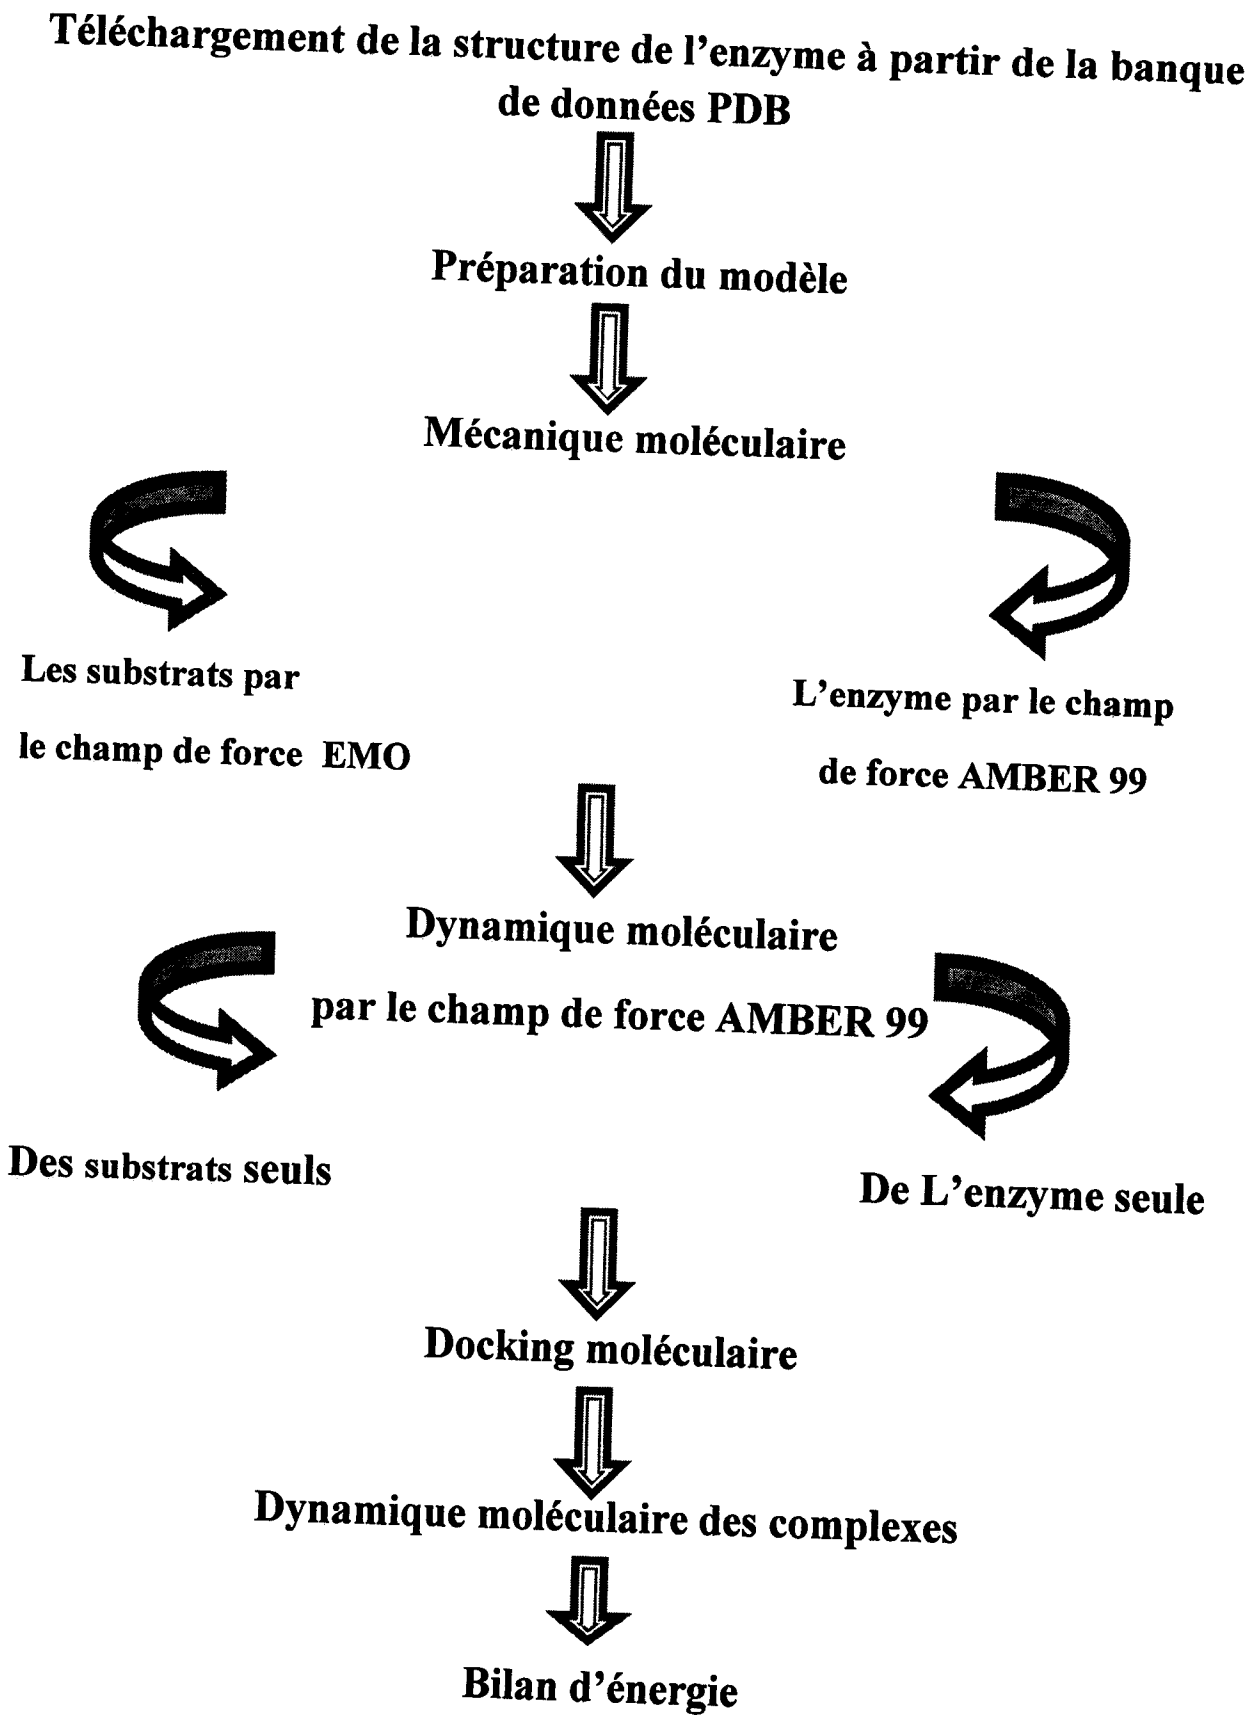 Téléchargement de la structure de l'enzyme à partir de la banque
de données PDB
Préparation du modèle
Mécanique moléculaire
Les substrats par
le champ de force EMO
L'enzyme par le champ
de force AMBER 99
Dynamique moléculaire
par le champ de force AMBER 99
Des substrats seuls
De L'enzyme seule
Docking moléculaire
Dynamique moléculaire des complexes
Bilan d'énergie